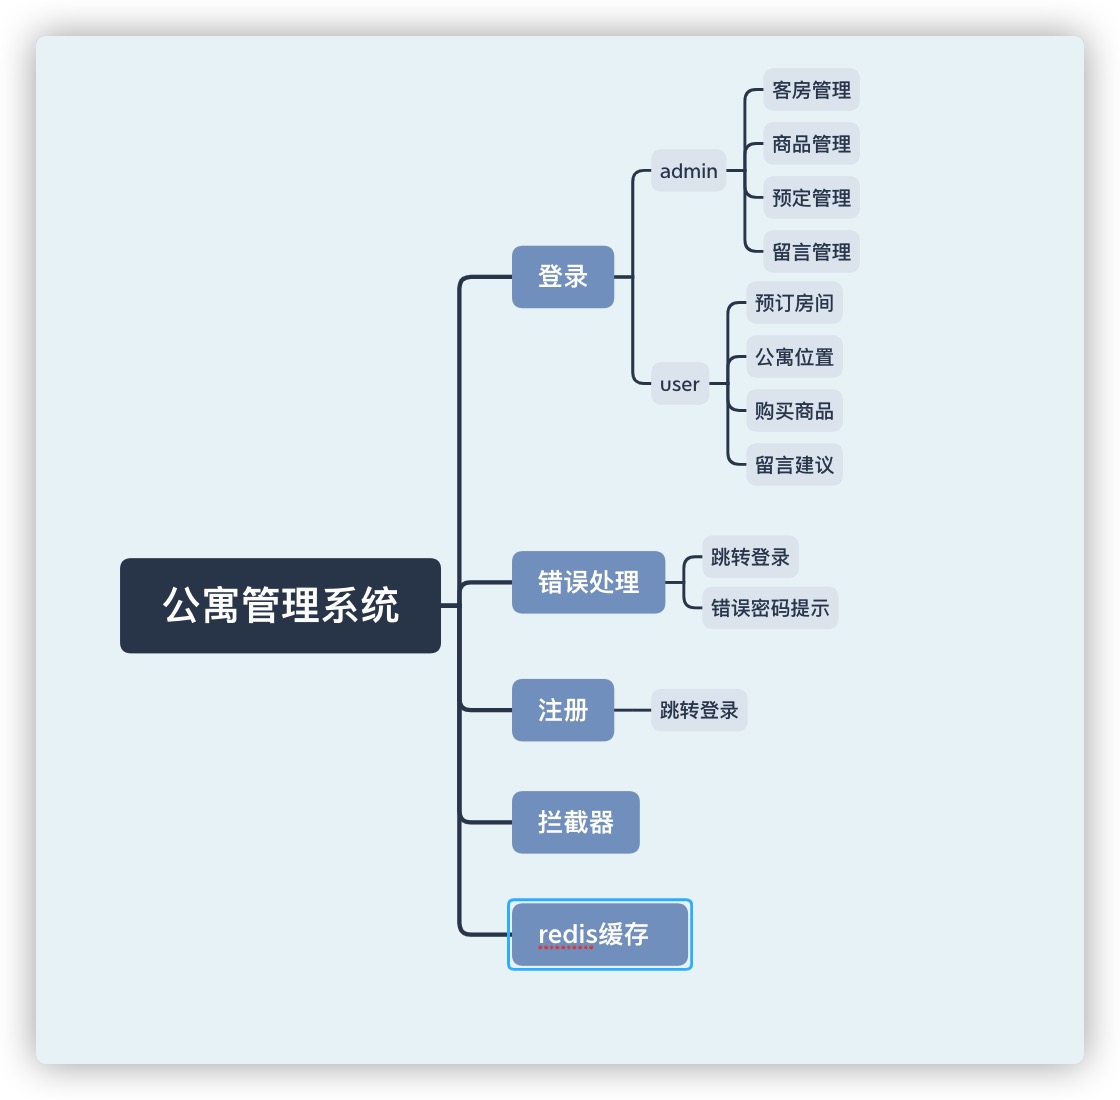 公寓管理系统
登录
admin
客房管理
商品管理
预定管理
留言管理
user
预订房间
公寓位置
购买商品
留言建议
错误处理
跳转登录
错误密码提示
注册
跳转登录
拦截器
redis缓存